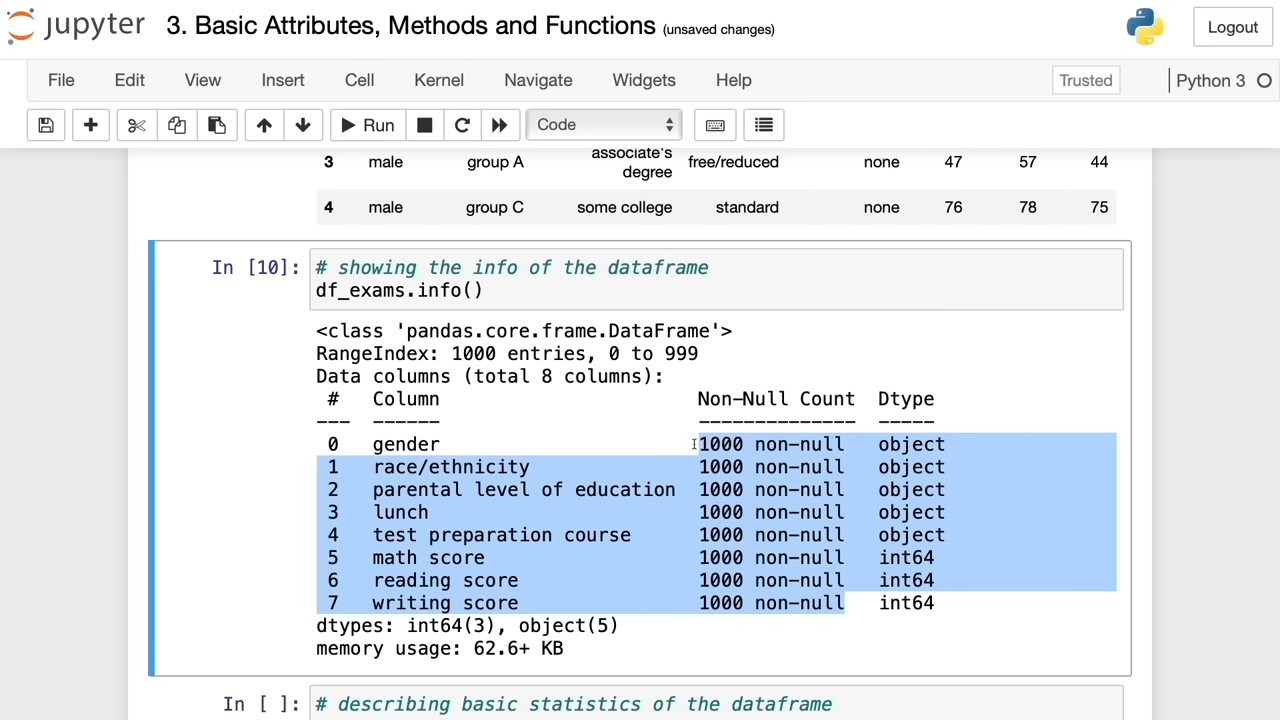 jupyter 3. Basic Attributes, Methods and Functions (unsaved changes) Logout
File Edit View Insert Cell Kernel Navigate Widgets Help Trusted Python 3
Run Code
associate's
3 male group A degree free/reduced none 47 57 44
4 male group C some college standard none 76 78 75
In [10]: # showing the info of the dataframe
df_exams.info()
<class 'pandas.core.frame.DataFrame'>
RangeIndex: 1000 entries, 0 to 999
Data columns (total 8 columns):
# Column Non-Null Count Dtype
--- ------ -------------- -----
0 gender 1000 non-null object
1 race/ethnicity 1000 non-null object
2 parental level of education 1000 non-null object
3 lunch 1000 non-null object
4 test preparation course 1000 non-null object
5 math score 1000 non-null int64
6 reading score 1000 non-null int64
7 writing score 1000 non-null int64
dtypes: int64(3), object(5)
memory usage: 62.6+ KB
In [ ]: # describing basic statistics of the dataframe